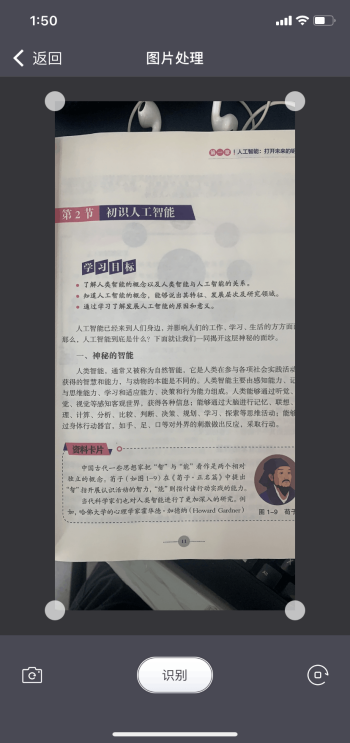 1:50
返回
图片处理
第一章 | 人工智能：打开未来的
第2节 初识人工智能
学习目标
了解人类智能的概念以及人类智能与人工智能的关系。
知道人工智能的概念，能够说出其特征、发展层次及研究领域。
通过学习了解发展人工智能的原因和意义。
人工智能已经来到人们身边，并影响人们的工作、学习、生活的方方面面
那么，人工智能到底是什么？下面就让我们一同揭开这层神秘的面纱。
一、神秘的智能
人类智能，通常又被称为自然智能，它是人类在参与各项社会实践活动
获得的智慧和能力，与动物的本能是不同的。人类智能主要由感知能力、记
与思维能力、学习和适应能力、决策和行为能力组成。人类能够通过听觉、
觉、视觉等感知客观世界，获得各种信息；能够通过大脑进行记忆、联想、
理、计算、分析、比较、判断、决策、规划、学习、探索等思维活动；能够
过身体行动器官，如手、足、口等对外界的刺激做出反应，采取行动。
资料卡片
中国古代一些思想家把“智”与“能”看作是两个相对
独立的概念。荀子（如图1-9）在《荀子·正名篇》中提出
“智”指开展认识活动的智力，“能”则指付诸行动实践的能力。
当代科学家们也对人类智能进行了更加深入的研究。例
如，哈佛大学的心理学家霍华德·加德纳（Howard Gardner）
图 1-9 荀子
11
识别